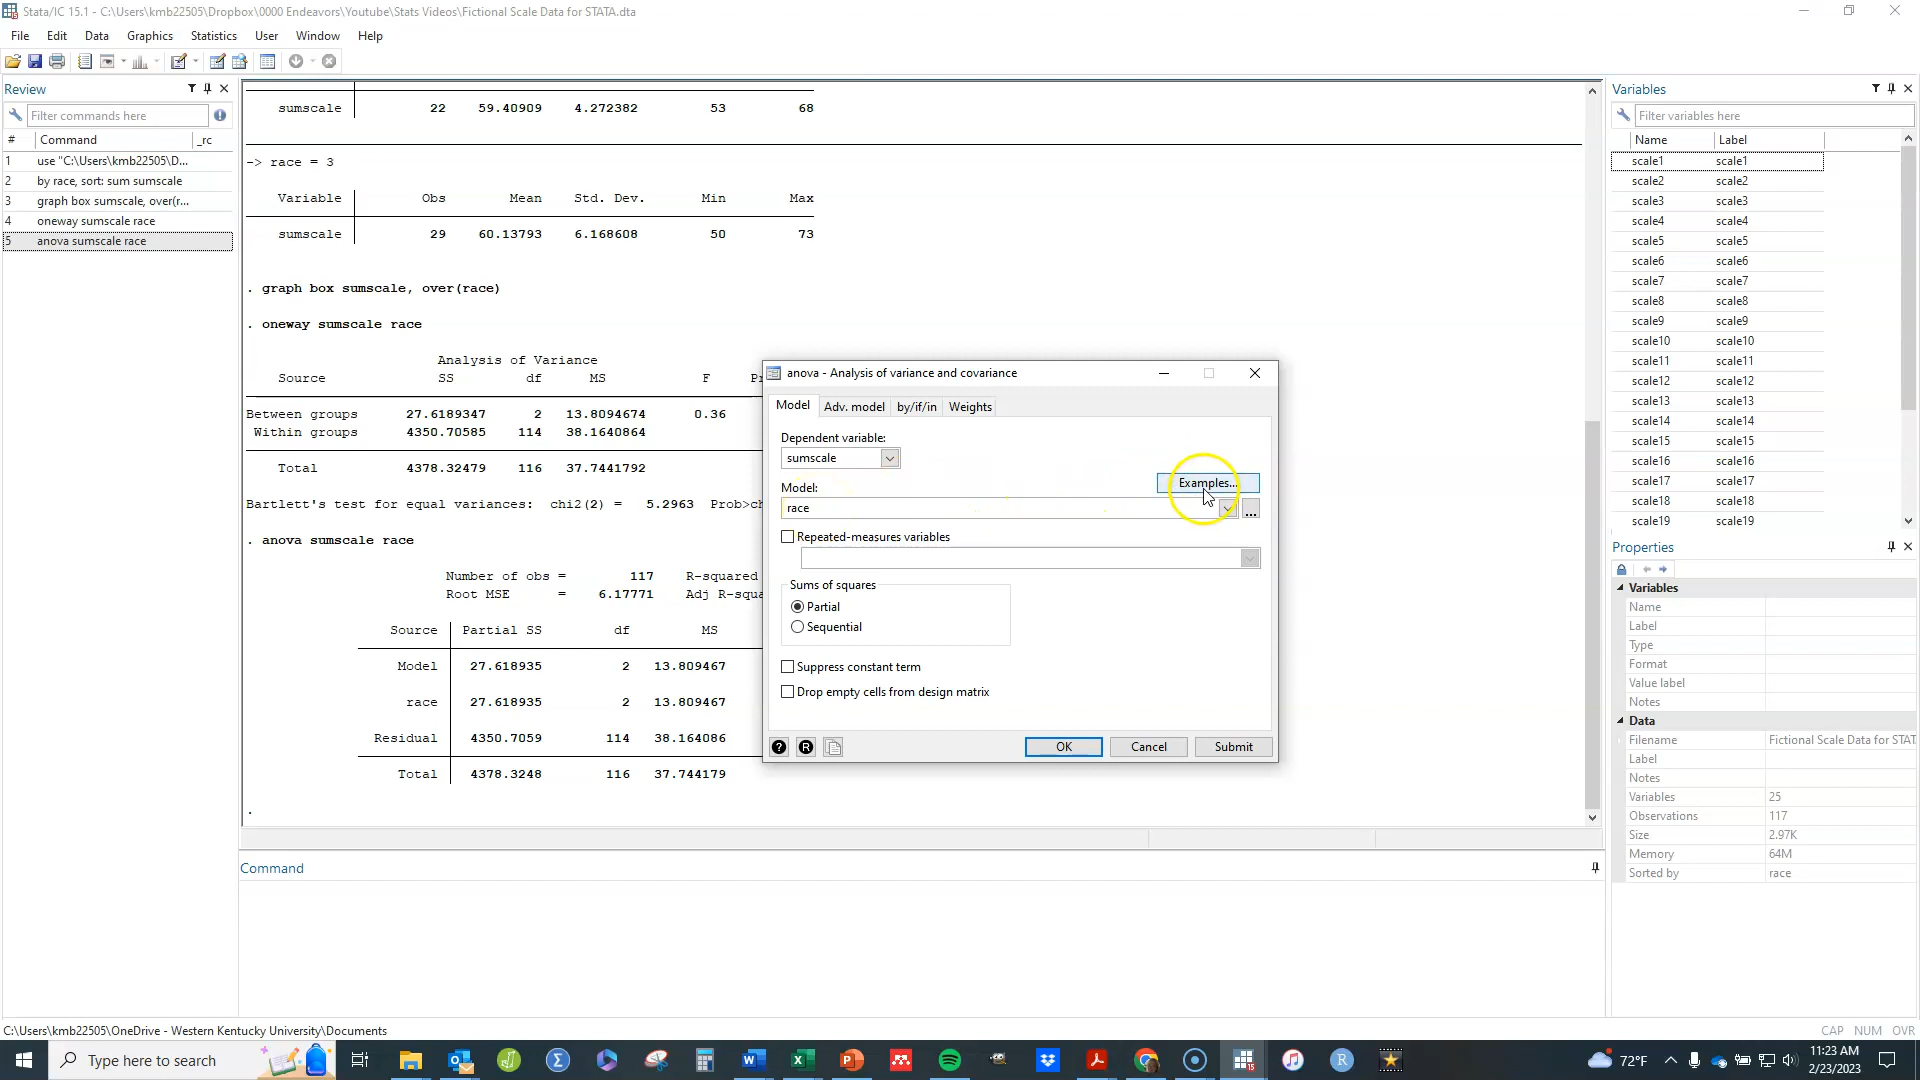 Stata/IC 15.1 - C:\Users\kmb22505\Dropbox\0000 Endeavors\Youtube\Stats Videos\Fictional Scale Data for STATA.dta
File Edit Data Graphics Statistics User Window Help
Review
Filter commands here
# Command _rc
1 use "C:\Users\kmb22505\D...
2 by race, sort: sum sumscale
3 graph box sumscale, over(r...
4 oneway sumscale race
5 anova sumscale race
sumscale 22 59.40909 4.272382 53 68
-> race = 3
Variable Obs Mean Std. Dev. Min Max
sumscale 29 60.13793 6.168608 50 73
. graph box sumscale, over(race)
. oneway sumscale race
Analysis of Variance
Source SS df MS F
Between groups 27.6189347 2 13.8094674 0.36
Within groups 4350.70585 114 38.1640864
Total 4378.32479 116 37.7441792
Bartlett's test for equal variances: chi2(2) = 5.2963
. anova sumscale race
Number of obs = 117 R-squared
Root MSE = 6.17771 Adj
Source Partial SS df MS
Model 27.618935 2 13.809467
race 27.618935 2 13.809467
Residual 4350.7059 114 38.164086
Total 4378.3248 116 37.744179
.
anova - Analysis of variance and covariance
Model Adv. model by/if/in Weights
Dependent variable:
sumscale
Examples...
Model:
race
...
Repeated-measures variables
Sums of squares
Partial
Sequential
Suppress constant term
Drop empty cells from design matrix
? R
OK Cancel Submit
Command
Variables
Filter variables here
Name Label
scale1 scale1
scale2 scale2
scale3 scale3
scale4 scale4
scale5 scale5
scale6 scale6
scale7 scale7
scale8 scale8
scale9 scale9
scale10 scale10
scale11 scale11
scale12 scale12
scale13 scale13
scale14 scale14
scale15 scale15
scale16 scale16
scale17 scale17
scale18 scale18
scale19 scale19
Properties
Variables
Name
Label
Type
Format
Value label
Notes
Data
Filename Fictional Scale Data for STAT
Label
Notes
Variables 25
Observations 117
Size 2.97K
Memory 64M
Sorted by race
C:\Users\kmb22505\OneDrive - Western Kentucky University\Documents
CAP NUM OVR
Type here to search
72°F
11:23 AM
2/23/2023